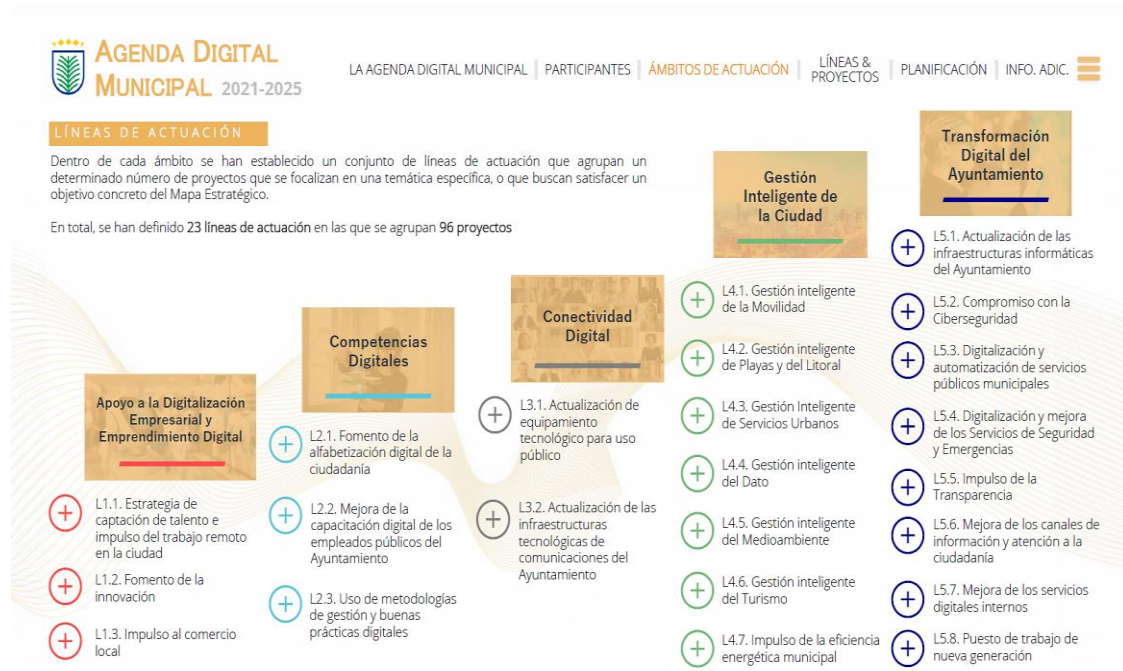 AGENDA DIGITAL
MUNICIPAL 2021-2025
LA AGENDA DIGITAL MUNICIPAL
PARTICIPANTES
ÁMBITOS DE ACTUACIÓN
LÍNEAS &
PROYECTOS
PLANIFICACIÓN
INFO. ADIC.
LÍNEAS DE ACTUACIÓN
Dentro de cada ámbito se han establecido un conjunto de líneas de actuación que agrupan un
determinado número de proyectos que se focalizan en una temática específica, o que buscan satisfacer un
objetivo concreto del Mapa Estratégico.
En total, se han definido 23 líneas de actuación en las que se agrupan 96 proyectos
Apoyo a la Digitalización
Empresarial y
Emprendimiento Digital
L1.1. Estrategia de
captación de talento e
impulso del trabajo remoto
en la ciudad
L1.2. Fomento de la
innovación
L1.3. Impulso al comercio
local
Competencias
Digitales
L2.1. Fomento de la
alfabetización digital de la
ciudadanía
L2.2. Mejora de la
capacitación digital de los
empleados públicos del
Ayuntamiento
L2.3. Uso de metodologías
de gestión y buenas
prácticas digitales
Conectividad
Digital
L3.1. Actualización de
equipamiento
tecnológico para uso
público
L3.2. Actualización de las
infraestructuras
tecnológicas de
comunicaciones del
Ayuntamiento
Gestión
Inteligente de
la Ciudad
L4.1. Gestión inteligente
de la Movilidad
L4.2. Gestión inteligente
de Playas y del Litoral
L4.3. Gestión Inteligente
de Servicios Urbanos
L4.4. Gestión inteligente
del Dato
L4.5. Gestión inteligente
del Medioambiente
L4.6. Gestión inteligente
del Turismo
L4.7. Impulso de la eficiencia
energética municipal
Transformación
Digital del
Ayuntamiento
L5.1. Actualización de las
infraestructuras informáticas
del Ayuntamiento
L5.2. Compromiso con la
Ciberseguridad
L5.3. Digitalización y
automatización de servicios
públicos municipales
L5.4. Digitalización y mejora
de los Servicios de Seguridad
y Emergencias
L5.5. Impulso de la
Transparencia
L5.6. Mejora de los canales de
información y atención a la
ciudadanía
L5.7. Mejora de los servicios
digitales internos
L5.8. Puesto de trabajo de
nueva generación